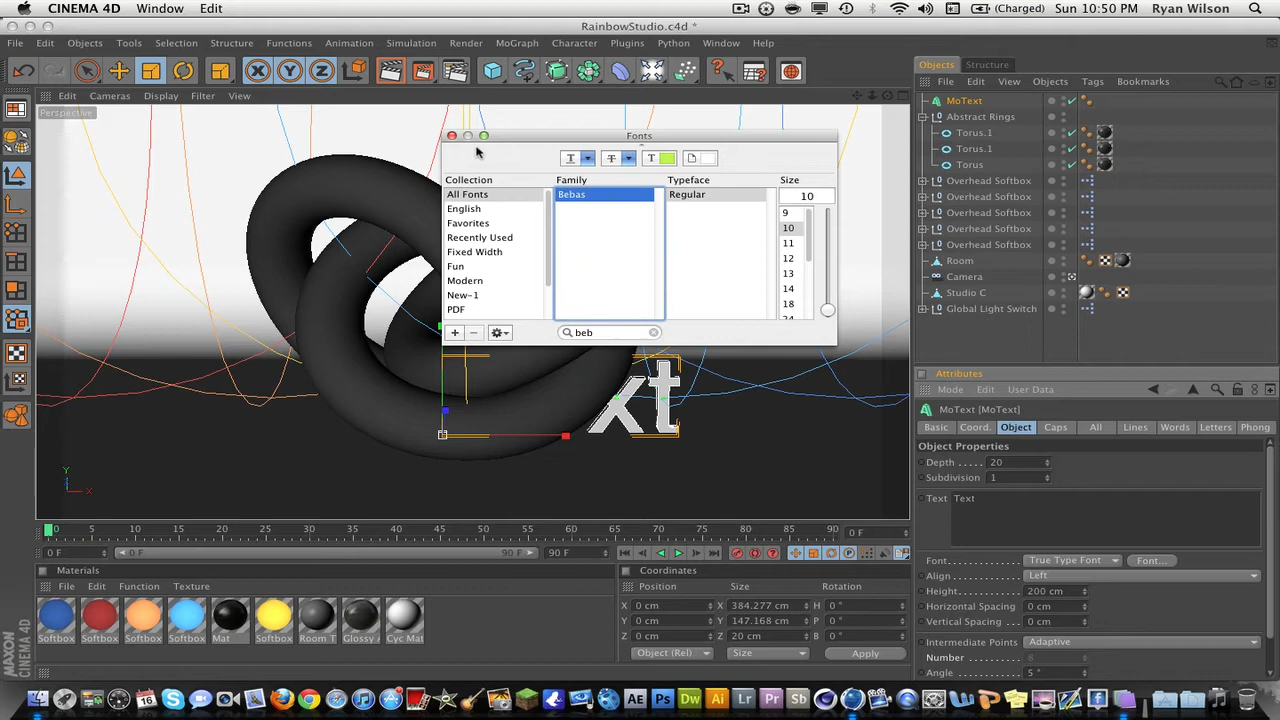 CINEMA 4D Window Edit (Charged) Sun 10:50 PM Ryan Wilson
RainbowStudio.c4d *
File Edit Objects Tools Selection Structure Functions Animation Simulation Render MoGraph Character Plugins Python Window Help
Objects Structure
File Edit View Objects Tags Bookmarks
Edit Cameras Display Filter View
Perspective
MoText
Abstract Rings
Torus.1
Torus.1
Torus
Overhead Softbox
Overhead Softbox
Overhead Softbox
Overhead Softbox
Overhead Softbox
Room
Camera
Studio C
Global Light Switch
Fonts
Collection Family Typeface Size
All Fonts Bebas Regular 10
English 9
Favorites 10
Recently Used 11
Fixed Width 12
Fun 13
Modern 14
New-1 18
PDF 24
beb
xt
Y
X
Attributes
Mode Edit User Data
MoText [MoText]
Basic Coord. Object Caps All Lines Words Letters Phong
Object Properties
Depth ..... 20
Subdivision 1
Text Text
Font True Type Font Font...
Align Left
Height 200 cm
Horizontal Spacing 0 cm
Vertical Spacing 0 cm
Intermediate Points Adaptive
Number 8
Angle 5 °
0 5 10 15 20 25 30 35 40 45 50 55 60 65 70 75 80 85 90 0 F
0 F 0 F 90 F 90 F
Materials
File Edit Function Texture
Softbox Softbox Softbox Softbox Mat Softbox Room T Glossy Cyc Mat
Coordinates
Position Size Rotation
X 0 cm X 384.277 cm H 0 °
Y 0 cm Y 147.168 cm P 0 °
Z 0 cm Z 20 cm B 0 °
Object (Rel) Size Apply
MAXON
CINEMA 4D
AE Ps Dw Ai Lr Pr Sb